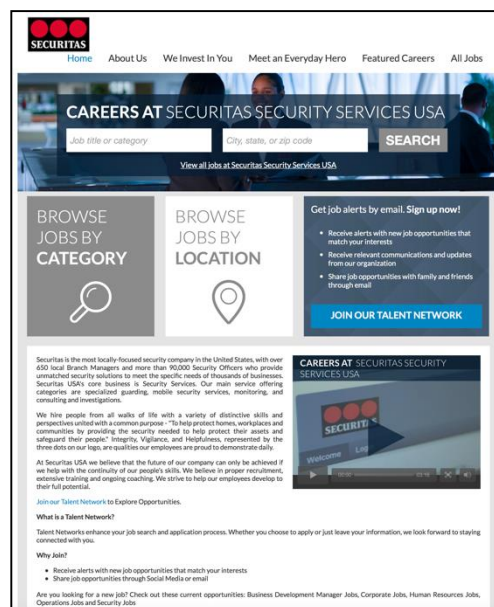 SECURITAS
Home About Us We Invest In You Meet an Everyday Hero Featured Careers All Jobs
CAREERS AT SECURITAS SECURITY SERVICES USA
Job title or category City, state, or zip code SEARCH
View all jobs at Securitas Security Services USA
BROWSE
JOBS BY
CATEGORY
BROWSE
JOBS BY
LOCATION
Get job alerts by email. Sign up now!
• Receive alerts with new job opportunities that
match your interests
• Receive relevant communications and updates
from our organization
• Share job opportunities with family and friends
through email
JOIN OUR TALENT NETWORK
Securitas is the most locally-focused security company in the United States, with over
650 local Branch Managers and more than 90,000 Security Officers who provide
unmatched security solutions to meet the specific needs of thousands of businesses.
Securitas USA's core business is Security Services. Our main service offering
categories are specialized guarding, mobile security services, monitoring, and
consulting and investigations.
We hire people from all walks of life with a variety of distinctive skills and
perspectives united with a common purpose - "To help protect homes, workplaces and
communities by providing the security needed to help protect their assets and
safeguard their people." Integrity, Vigilance, and Helpfulness, represented by the
three dots on our logo, are qualities our employees are proud to demonstrate daily.
At Securitas USA we believe that the future of our company can only be achieved if
we help with the continuity of our people's skills. We believe in proper recruitment,
extensive training and ongoing coaching. We strive to help our employees develop to
their full potential.
CAREERS AT SECURITAS SECURITY
SERVICES USA
SECURITAS
Welcome
Join our Talent Network to Explore Opportunities.
What is a Talent Network?
Talent Networks enhance your job search and application process. Whether you choose to apply or just leave your information, we look forward to staying
connected with you.
Why Join?
• Receive alerts with new job opportunities that match your interests
• Share job opportunities through Social Media or email
Are you looking for a new job? Check out these current opportunities: Business Development Manager Jobs, Corporate Jobs, Human Resources Jobs,
Operations Jobs and Security Jobs